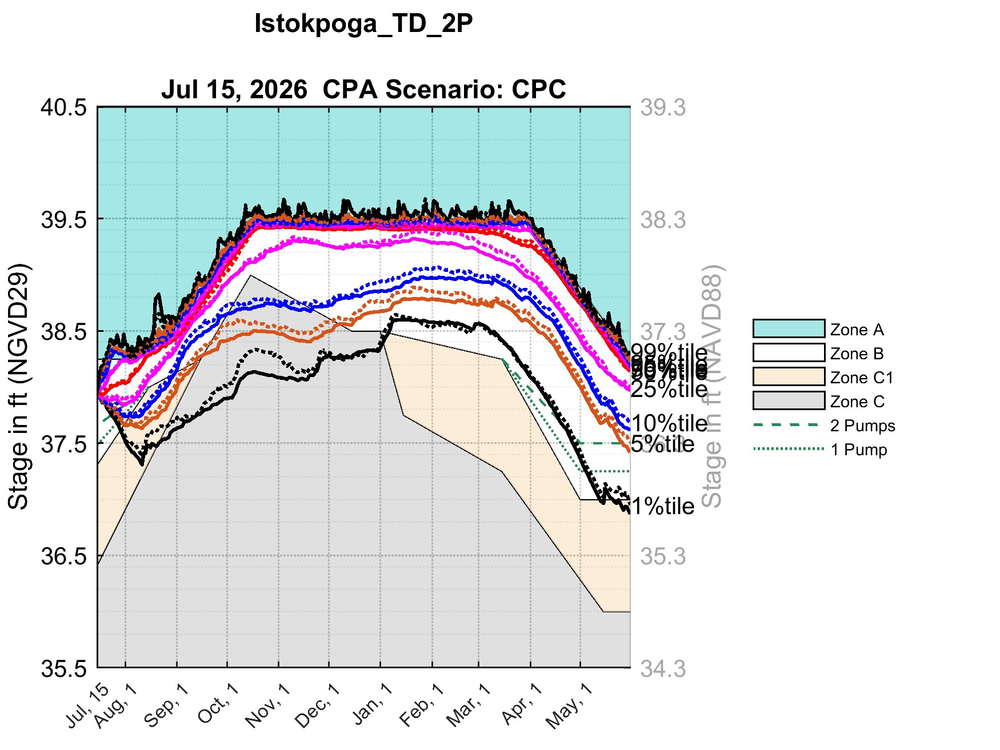 Istokpoga_TD_2P
Jul 15, 2026  CPA Scenario: CPC
40.5
39.5
38.5
37.5
36.5
35.5
Stage in ft (NGVD29)
39.3
38.3
37.3
36.3
35.3
34.3
Stage in ft (NAVD88)
99%tile
25%tile
10%tile
5%tile
1%tile
Jul, 15
Aug, 1
Sep, 1
Oct, 1
Nov, 1
Dec, 1
Jan, 1
Feb, 1
Mar, 1
Apr, 1
May, 1
Zone A
Zone B
Zone C1
Zone C
2 Pumps
1 Pump